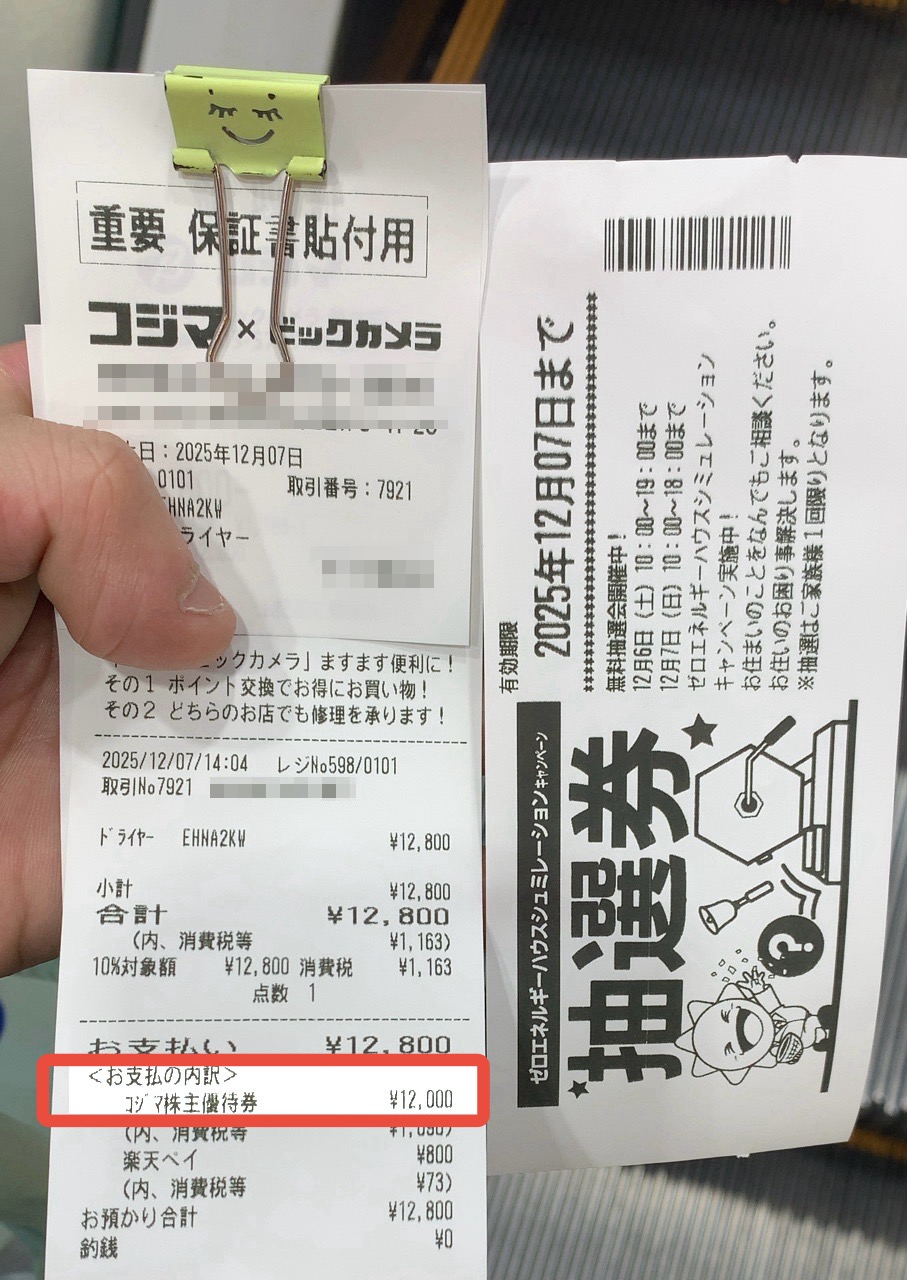 重要 保証書貼付用
コジマ×ビックカメラ
日:2025年12月07日
0101 取引番号:7921
EHNA2KW
ライヤー
ックカメラ」ますます便利に!
その1 ポイント交換でお得にお買い物!
その2 どちらのお店でも修理を承ります!
2025/12/07/14:04 レジNo598/0101
取引No7921
ドライヤー EHNA2KW ¥12,800
小計 ¥12,800
合計 ¥12,800
(内、消費税等 ¥1,163)
10%対象額 ¥12,800 消費税 ¥1,163
点数 1
お支払い ¥12,800
<お支払の内訳>
コジマ株主優待券 ¥12,000
(内、消費税等 ¥1,090)
楽天ペイ ¥800
(内、消費税等 ¥73)
お預かり合計 ¥12,800
釣銭 ¥0
ゼロエネルギーハウスシュミレーションキャンペーン
抽選券
有効期限
2025年12月07日まで
無料抽選会開催中!
12月6日(土)10:00~19:00まで
12月7日(日)10:00~18:00まで
ゼロエネルギーハウスシミュレーション
キャンペーン実施中!
お住まいのことをなんでもご相談ください。
お住いのお困り事解決します。
※抽選はご家族様1回限りとなります。